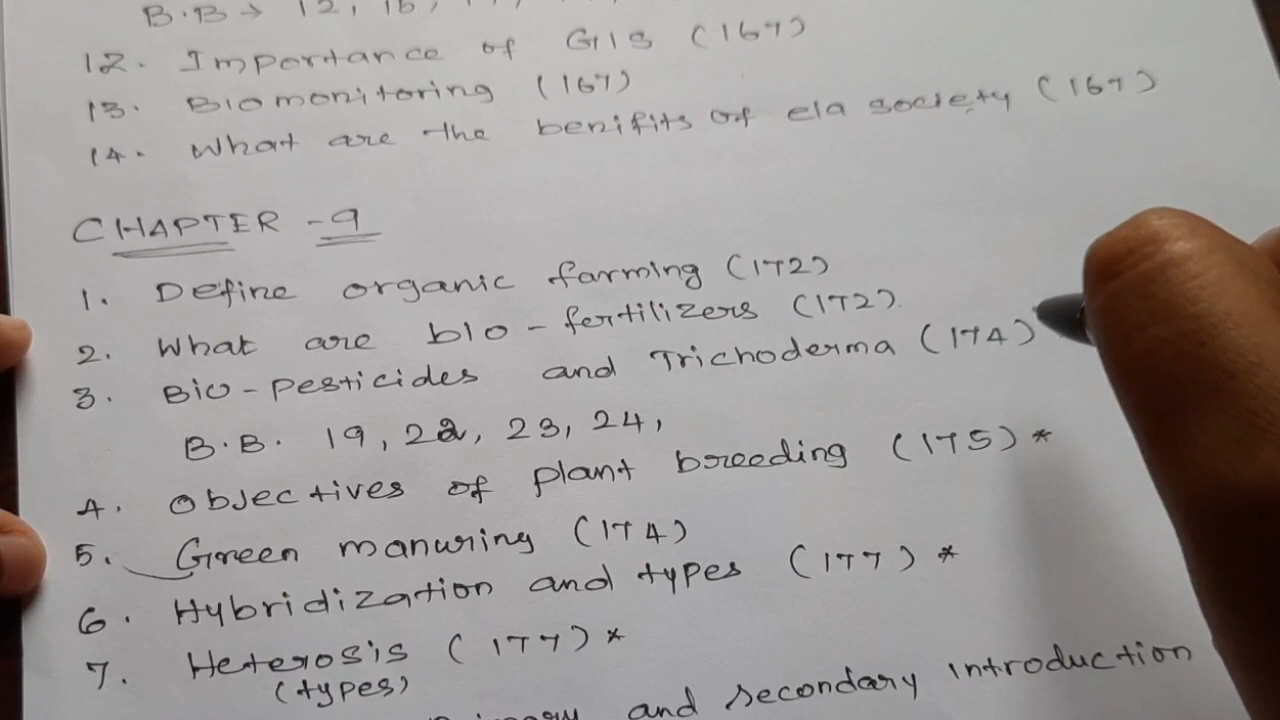 B.B → 12, 16,
12. Importance of GIS (167)
13. Biomonitoring (167)
14. What are the benifits of eia society (167)
CHAPTER - 9
1. Define organic farming (172)
2. What are bio - fertilizers (172)
3. Bio - pesticides and Trichoderma (174)
B.B. 19, 22, 23, 24,
4. Objectives of plant breeding (175) *
5. Green manuring (174)
6. Hybridization and types (177) *
7. Heterosis (177) *
(types)
and secondary introduction